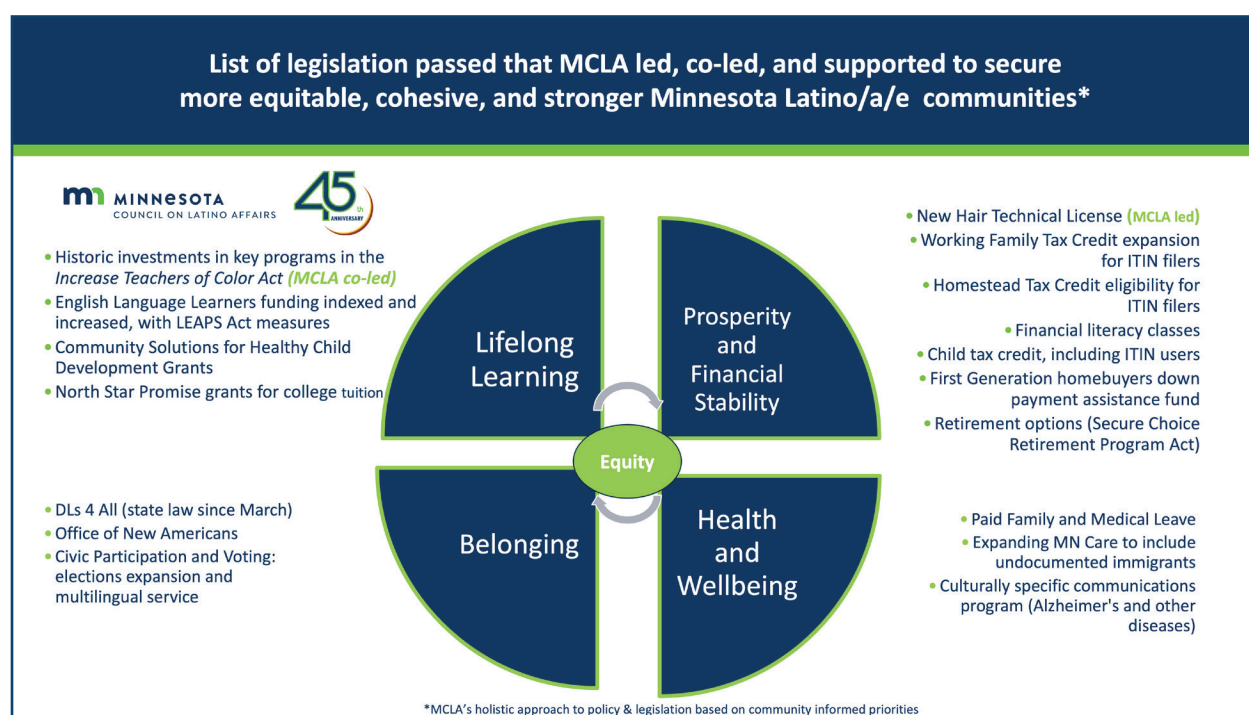 List of legislation passed that MCLA led, co-led, and supported to secure
more equitable, cohesive, and stronger Minnesota Latino/a/e communities*
mn MINNESOTA
COUNCIL ON LATINO AFFAIRS
45th
ANNIVERSARY
• Historic investments in key programs in the
Increase Teachers of Color Act (MCLA co-led)
• English Language Learners funding indexed and
increased, with LEAPS Act measures
• Community Solutions for Healthy Child
Development Grants
• North Star Promise grants for college tuition
Lifelong
Learning
Prosperity
and
Financial
Stability
• New Hair Technical License (MCLA led)
• Working Family Tax Credit expansion
for ITIN filers
• Homestead Tax Credit eligibility for
ITIN filers
• Financial literacy classes
• Child tax credit, including ITIN users
• First Generation homebuyers down
payment assistance fund
• Retirement options (Secure Choice
Retirement Program Act)
Equity
• DLs 4 All (state law since March)
• Office of New Americans
• Civic Participation and Voting:
elections expansion and
multilingual service
Belonging
Health
and
Wellbeing
• Paid Family and Medical Leave
• Expanding MN Care to include
undocumented immigrants
• Culturally specific communications
program (Alzheimer's and other
diseases)
*MCLA's holistic approach to policy & legislation based on community informed priorities